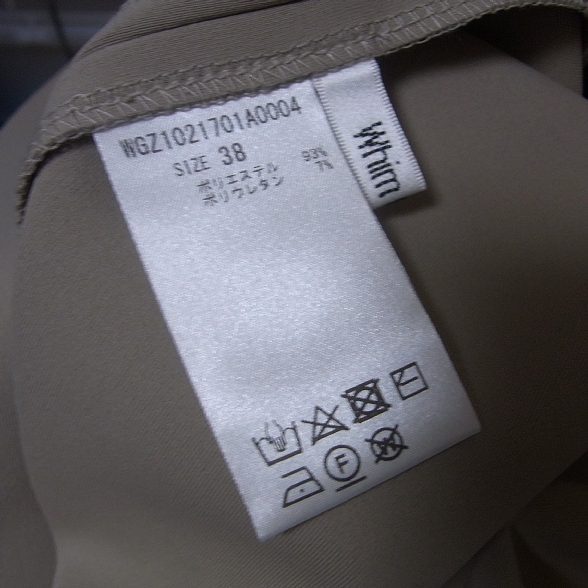 WGZ1021701A0004
SIZE 38
ポリエステル 93%
ポリウレタン 7%
Whim
F
W